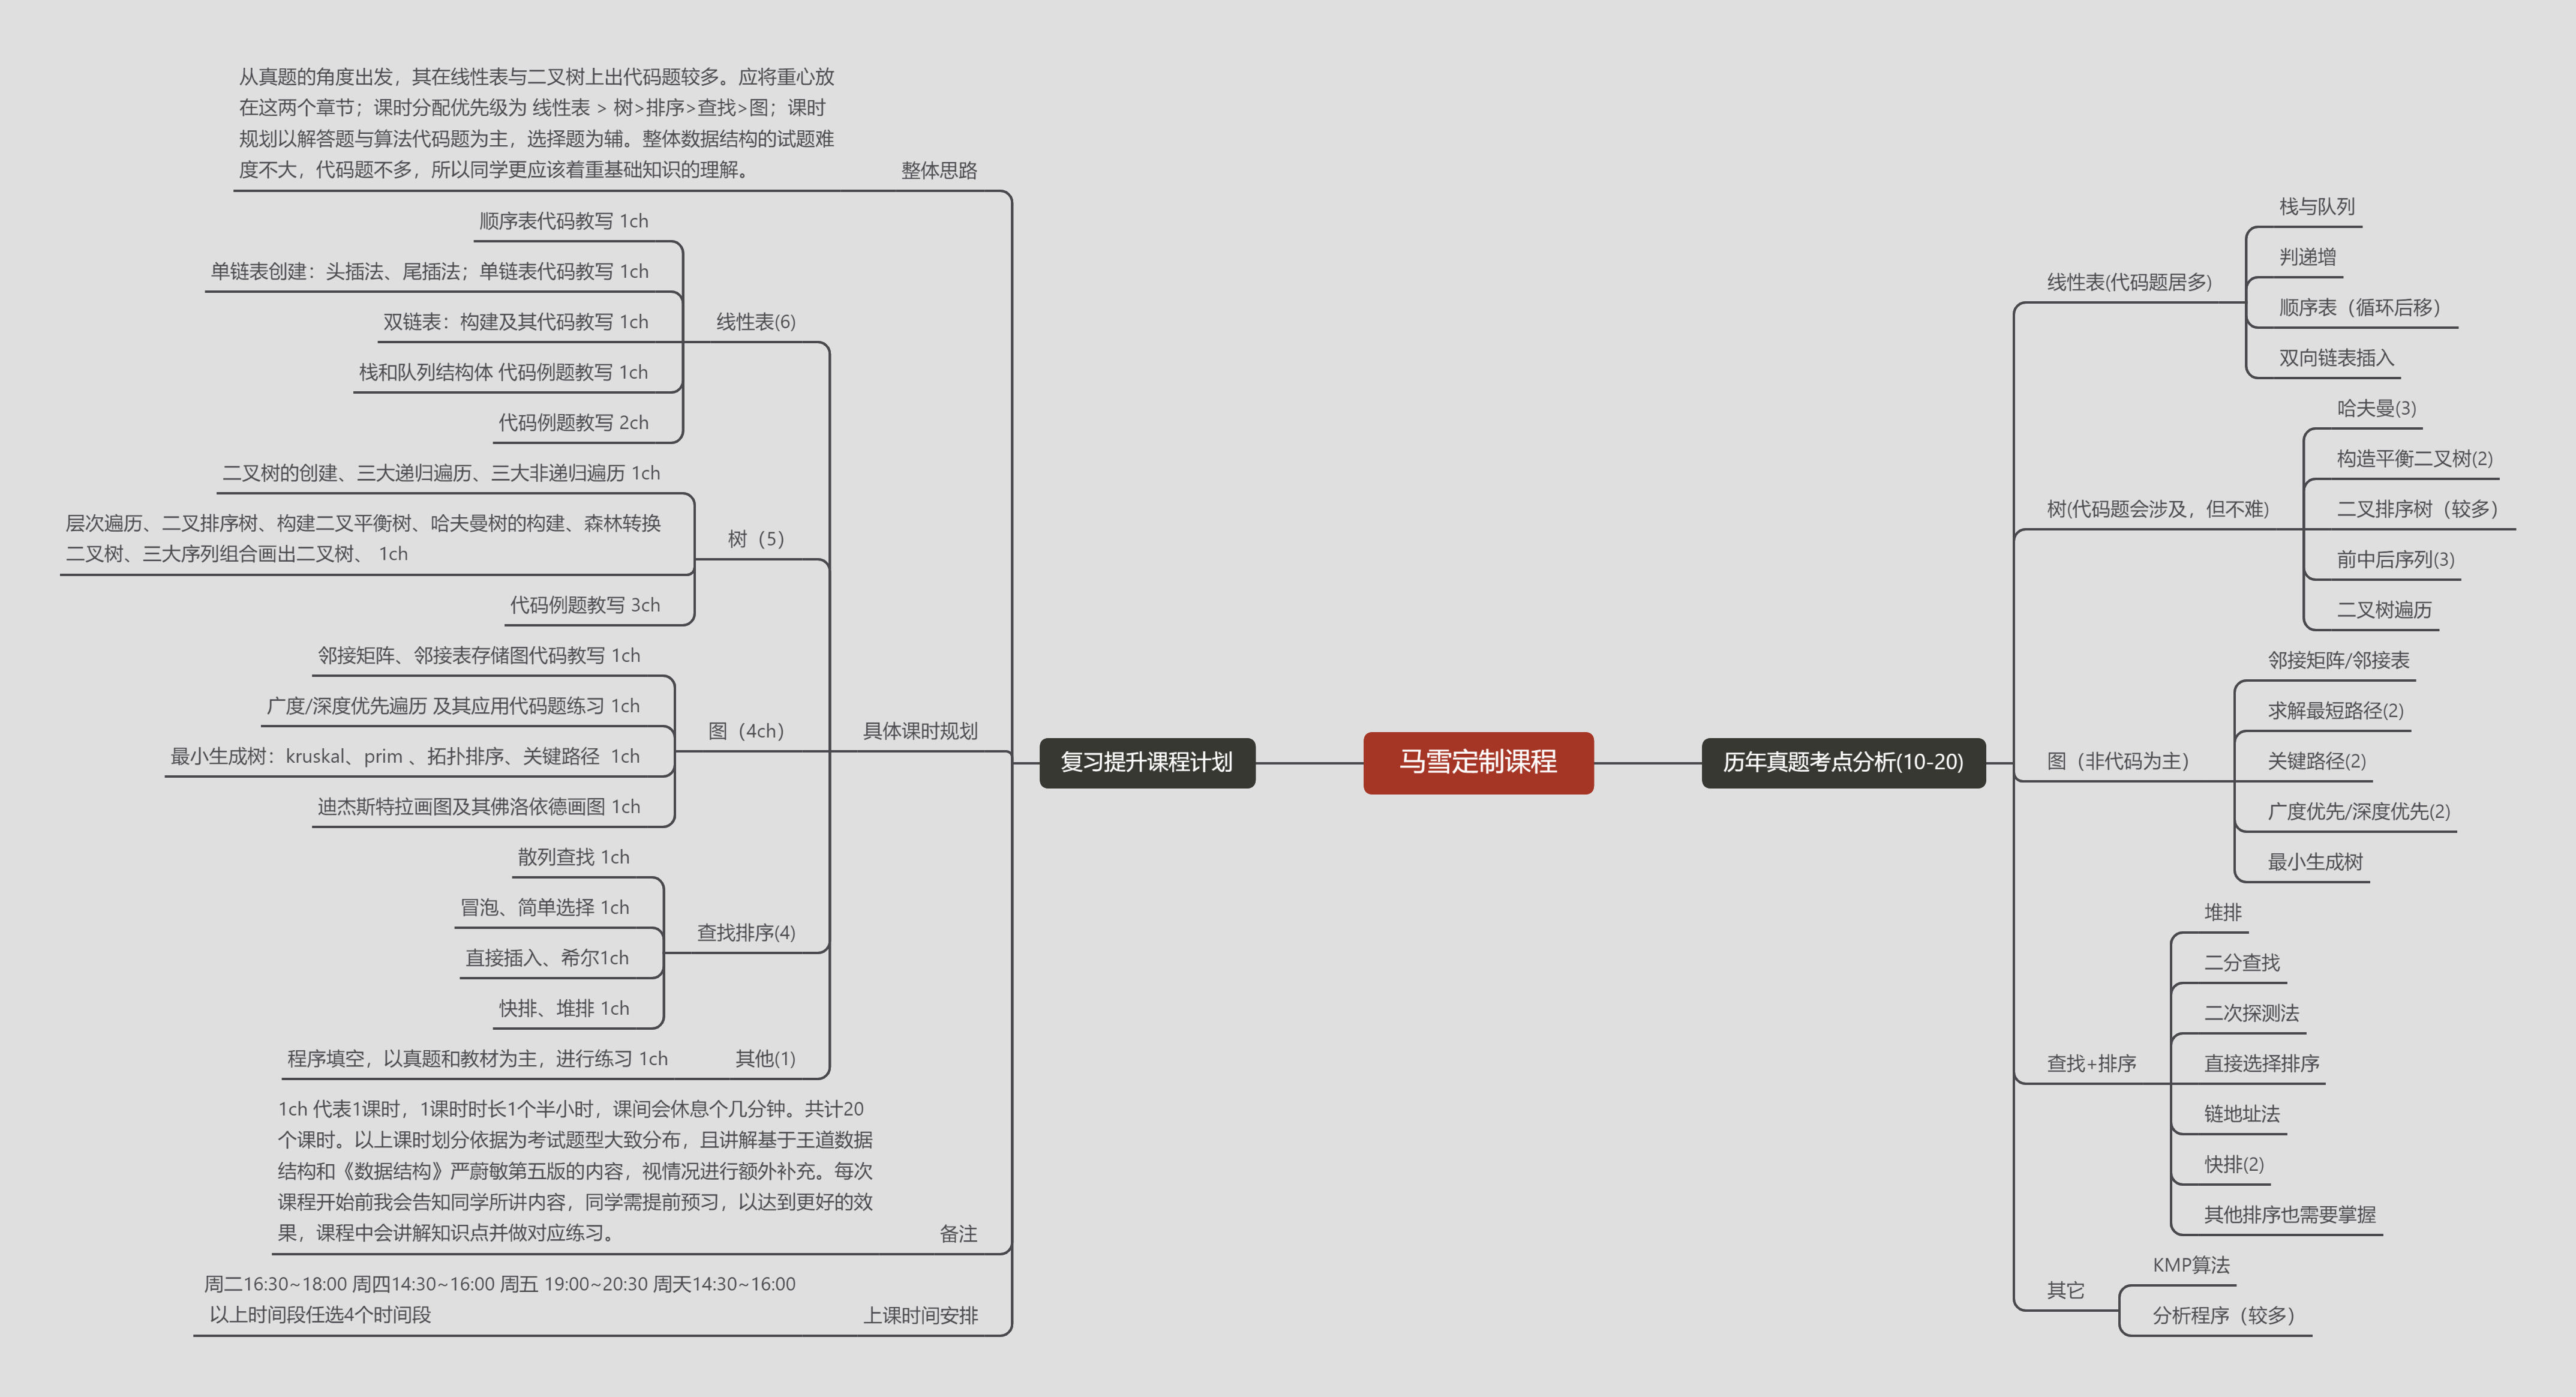 马雪定制课程
复习提升课程计划
整体思路
从真题的角度出发，其在线性表与二叉树上出代码题较多。应将重心放
在这两个章节；课时分配优先级为 线性表 > 树>排序>查找>图；课时
规划以解答题与算法代码题为主，选择题为辅。整体数据结构的试题难
度不大，代码题不多，所以同学更应该着重基础知识的理解。
具体课时规划
线性表(6)
顺序表代码教写 1ch
单链表创建：头插法、尾插法；单链表代码教写 1ch
双链表：构建及其代码教写 1ch
栈和队列结构体 代码例题教写 1ch
代码例题教写 2ch
树（5）
二叉树的创建、三大递归遍历、三大非递归遍历 1ch
层次遍历、二叉排序树、构建二叉平衡树、哈夫曼树的构建、森林转换
二叉树、三大序列组合画出二叉树、 1ch
代码例题教写 3ch
图（4ch）
邻接矩阵、邻接表存储图代码教写 1ch
广度/深度优先遍历 及其应用代码题练习 1ch
最小生成树：kruskal、prim 、拓扑排序、关键路径 1ch
迪杰斯特拉画图及其佛洛依德画图 1ch
查找排序(4)
散列查找 1ch
冒泡、简单选择 1ch
直接插入、希尔1ch
快排、堆排 1ch
其他(1)
程序填空，以真题和教材为主，进行练习 1ch
备注
1ch 代表1课时，1课时时长1个半小时，课间会休息个几分钟。共计20
个课时。以上课时划分依据为考试题型大致分布，且讲解基于王道数据
结构和《数据结构》严蔚敏第五版的内容，视情况进行额外补充。每次
课程开始前我会告知同学所讲内容，同学需提前预习，以达到更好的效
果，课程中会讲解知识点并做对应练习。
上课时间安排
周二16:30~18:00 周四14:30~16:00 周五 19:00~20:30 周天14:30~16:00
以上时间段任选4个时间段
历年真题考点分析(10-20)
线性表(代码题居多)
栈与队列
判递增
顺序表（循环后移）
双向链表插入
树(代码题会涉及，但不难)
哈夫曼(3)
构造平衡二叉树(2)
二叉排序树（较多）
前中后序列(3)
二叉树遍历
图（非代码为主）
邻接矩阵/邻接表
求解最短路径(2)
关键路径(2)
广度优先/深度优先(2)
最小生成树
查找+排序
堆排
二分查找
二次探测法
直接选择排序
链地址法
快排(2)
其他排序也需要掌握
其它
KMP算法
分析程序（较多）